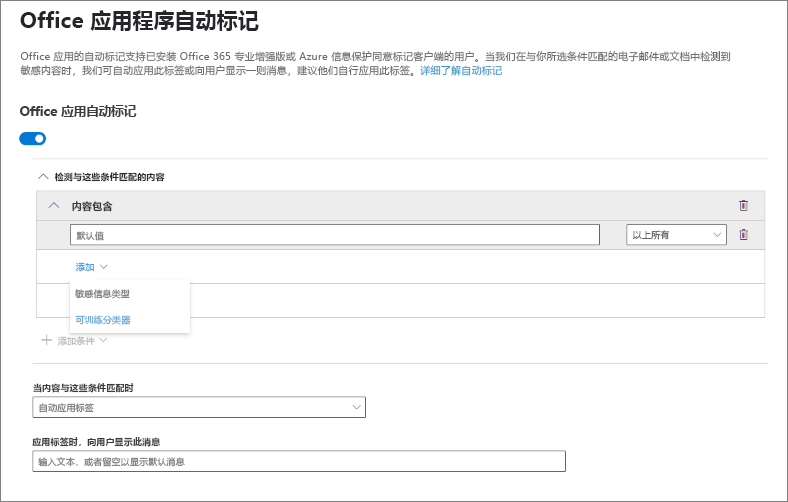 Office 应用程序自动标记
Office 应用的自动标记支持已安装 Office 365 专业增强版或 Azure 信息保护同意标记客户端的用户。当我们在与你所选条件匹配的电子邮件或文档中检测到
敏感内容时，我们可自动应用此标签或向用户显示一则消息，建议他们自行应用此标签。详细了解自动标记
Office 应用自动标记
检测与这些条件匹配的内容
内容包含
默认值 以上所有
添加
敏感信息类型
可训练分类器
添加条件
当内容与这些条件匹配时
自动应用标签
应用标签时，向用户显示此消息
输入文本，或者留空以显示默认消息